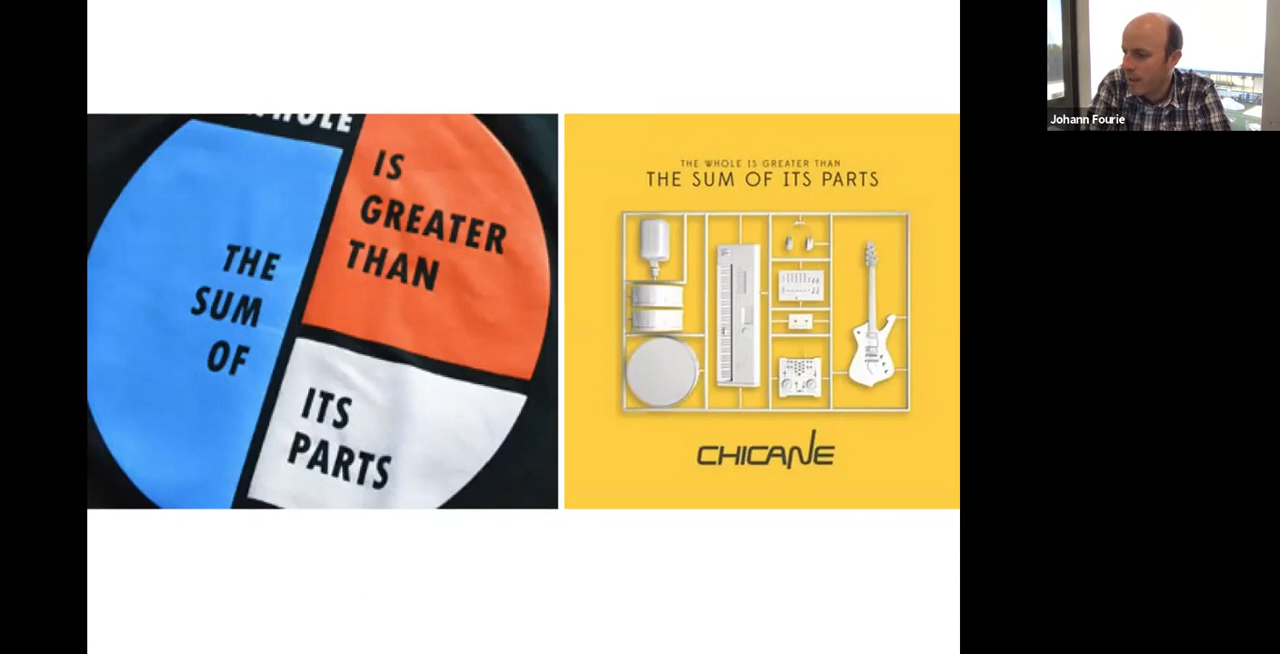 WHOLE
IS
GREATER
THAN
THE
SUM
OF
ITS
PARTS
THE WHOLE IS GREATER THAN
THE SUM OF ITS PARTS
CHICANE
Johann Fourie